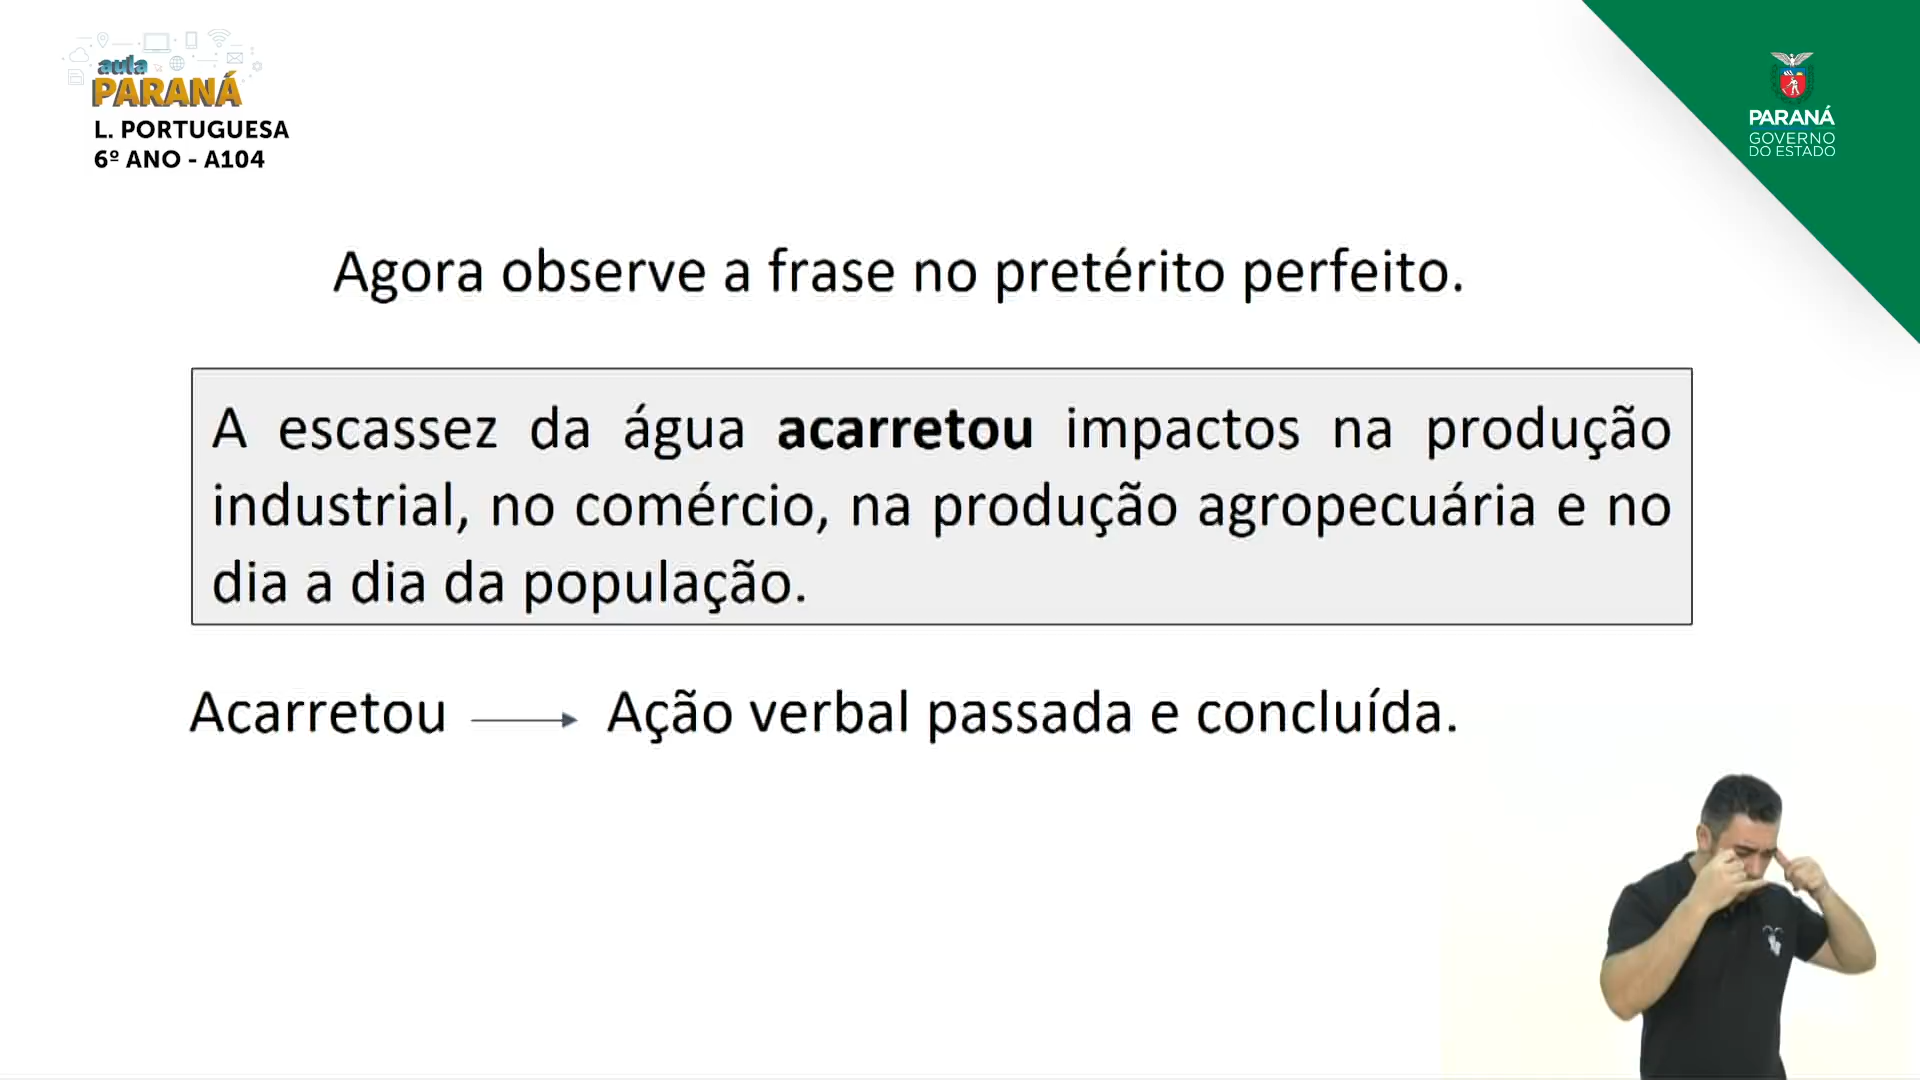 aula
PARANÁ
L. PORTUGUESA
6º ANO - A104
PARANÁ
GOVERNO
DO ESTADO
Agora observe a frase no pretérito perfeito.
A escassez da água acarretou impactos na produção
industrial, no comércio, na produção agropecuária e no
dia a dia da população.
Acarretou → Ação verbal passada e concluída.